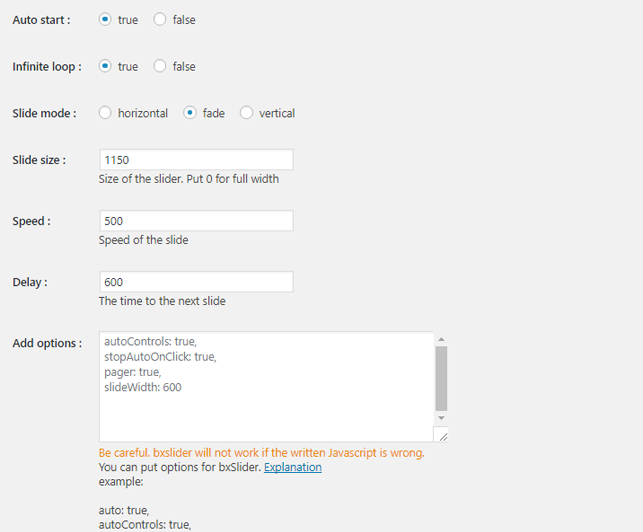 Auto start : true false
Infinite loop : true false
Slide mode : horizontal fade vertical
Slide size : 1150
Size of the slider. Put 0 for full width
Speed : 500
Speed of the slide
Delay : 600
The time to the next slide
Add options : autoControls: true,
stopAutoOnClick: true,
pager: true,
slideWidth: 600
Be careful. bxslider will not work if the written Javascript is wrong.
You can put options for bxSlider. Explanation
example:
auto: true,
autoControls: true,